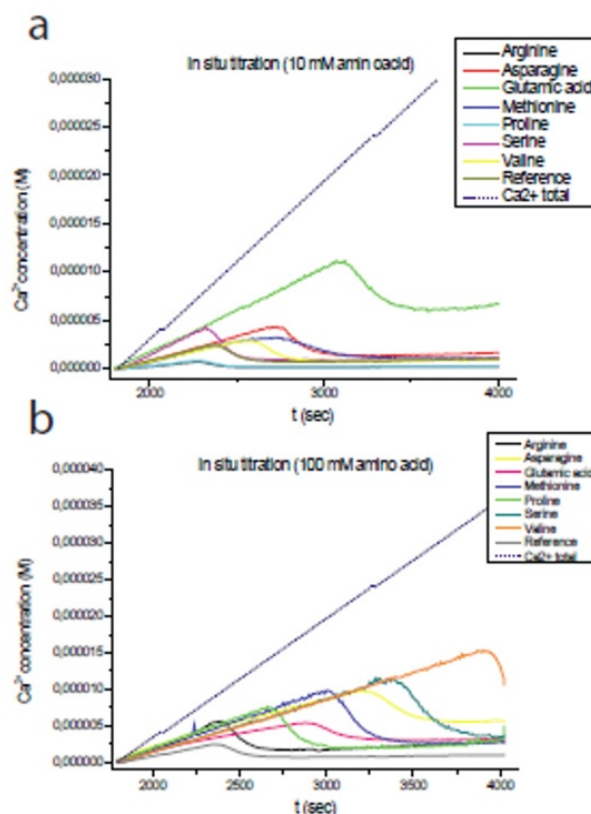 a
In situ titration (10 mM amin oacid)
Arginine
Asparagine
Glutamic acid
Methionine
Proline
Serine
Valine
Reference
Ca2+ total
0,000030
0,000025
0,000020
0,000015
0,000010
0,000005
0,000000
Ca²⁺concentration (M)
2000 3000 4000
t (sec)
b
In situ titration (100 mM amino acid)
Arginine
Asparagine
Glutamic acid
Methionine
Proline
Serine
Valine
Reference
Ca2+ total
0,000040
0,000035
0,000030
0,000025
0,000020
0,000015
0,000010
0,000005
0,000000
Ca²⁺ concentration (M)
2000 2500 3000 3500 4000
t (sec)